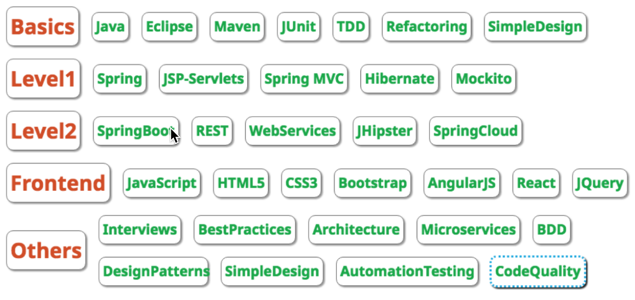 Basics Java Eclipse Maven JUnit TDD Refactoring SimpleDesign
Level1 Spring JSP-Servlets Spring MVC Hibernate Mockito
Level2 SpringBoot REST WebServices JHipster SpringCloud
Frontend JavaScript HTML5 CSS3 Bootstrap AngularJS React JQuery
Others Interviews BestPractices Architecture Microservices BDD
DesignPatterns SimpleDesign AutomationTesting CodeQuality